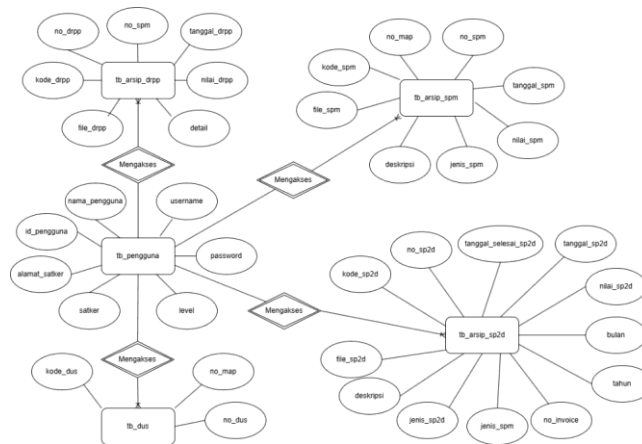 no_drpp
no_spm
tanggal_drpp
kode_drpp
tb_arsip_drpp
nilai_drpp
file_drpp
detail
Mengakses
no_map
no_spm
kode_spm
tb_arsip_spm
tanggal_spm
file_spm
nilai_spm
deskripsi
jenis_spm
Mengakses
nama_pengguna
username
id_pengguna
tb_pengguna
password
alamat_satker
satker
level
Mengakses
no_sp2d
tanggal_selesai_sp2d
tanggal_sp2d
kode_sp2d
nilai_sp2d
tb_arsip_sp2d
bulan
file_sp2d
deskripsi
tahun
jenis_sp2d
jenis_spm
no_invoice
Mengakses
kode_dus
no_map
tb_dus
no_dus